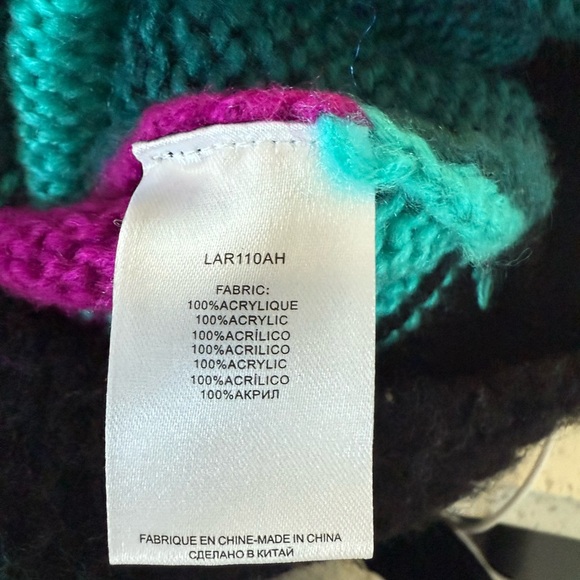 LAR110AH
FABRIC:
100%ACRYLIQUE
100%ACRYLIC
100%ACRÍLICO
100%ACRILICO
100%ACRYLIC
100%ACRÍLICO
100%АКРИЛ
FABRIQUE EN CHINE-MADE IN CHINA
СДЕЛАНО В КИТАЙ